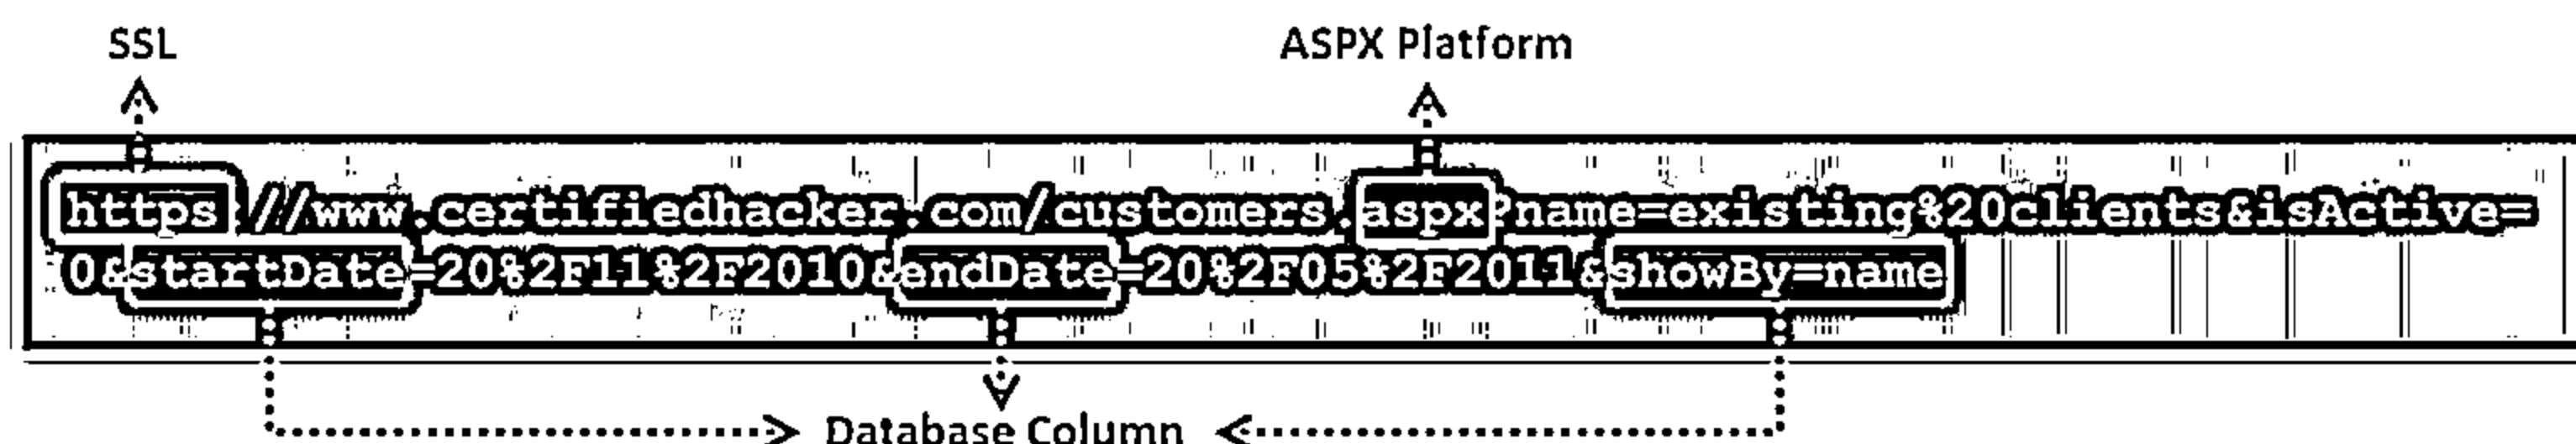 SSL
ASPX Platform
https://www.certifiedhacker.com/customers.aspx?name=existing%20clients&isActive=
0&startDate=20%2F11%2F2010&endDate=20%2F05%2F2011&showBy=name
Database Column